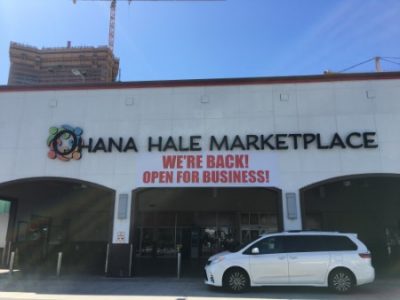 OHANA HALE MARKETPLACE
WE'RE BACK!
OPEN FOR BUSINESS!